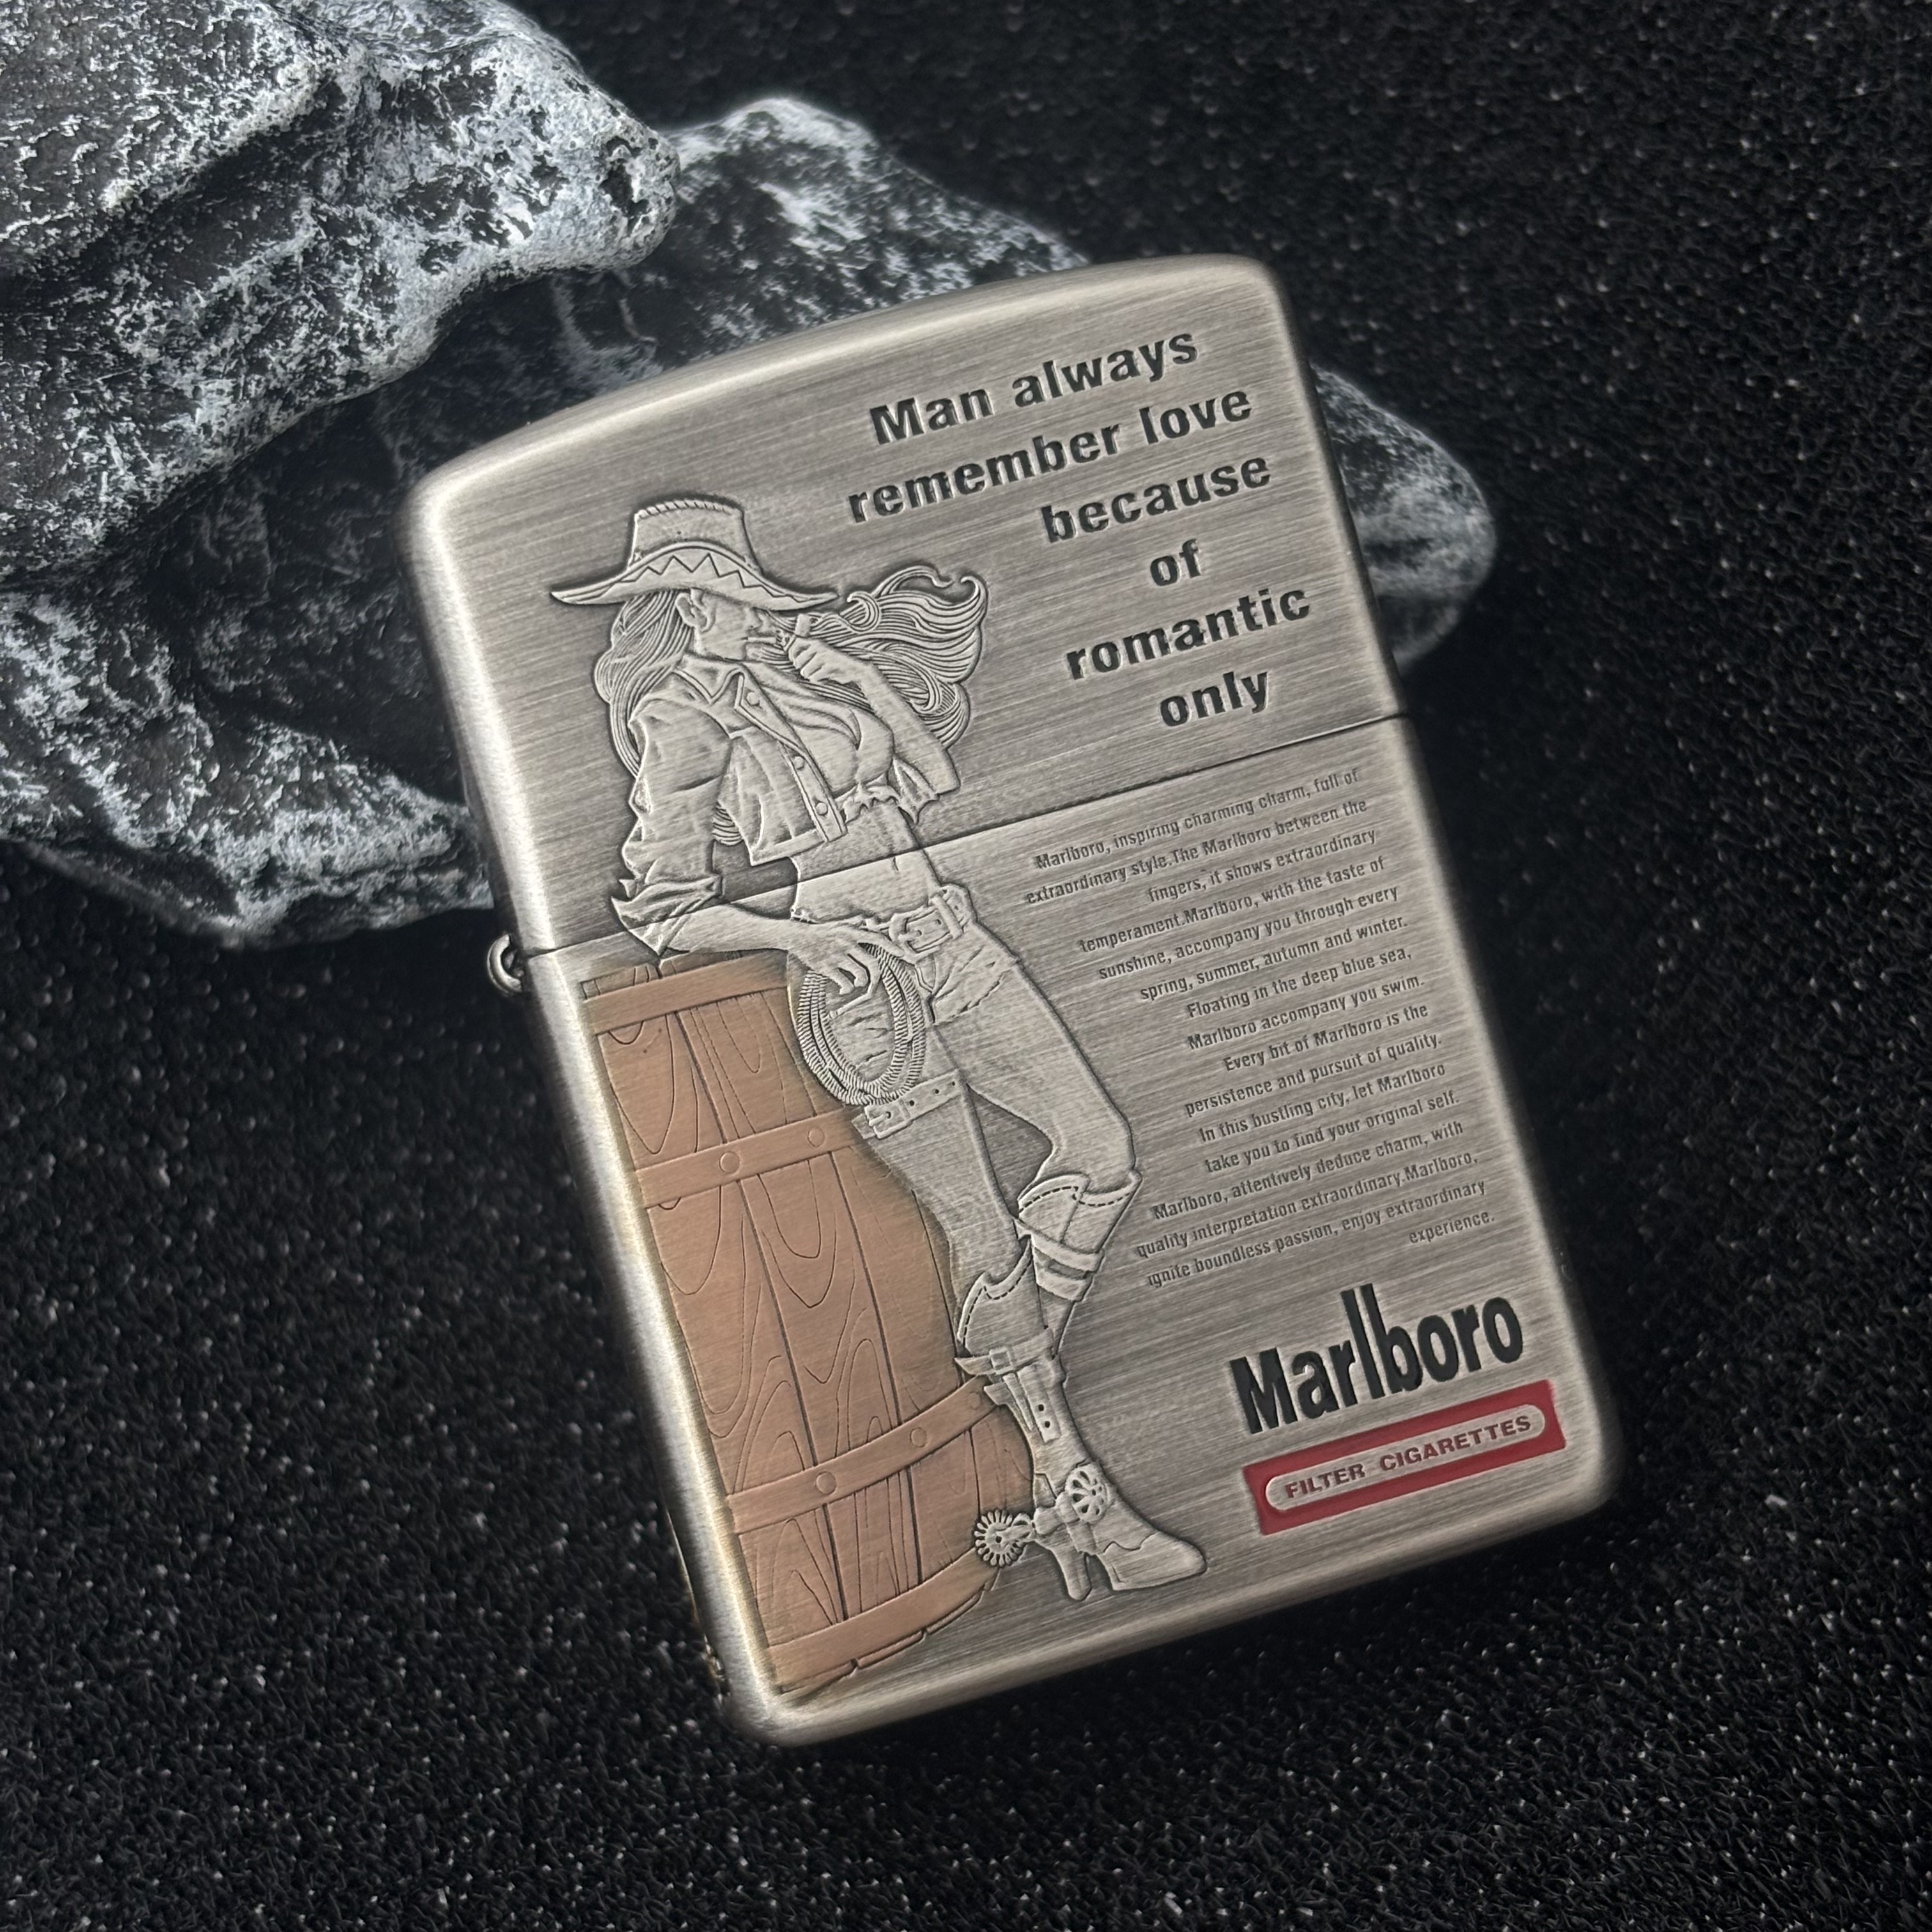 Man always
remember love
because
of
romantic
only
Marlboro, inspiring charming charm, full of
extraordinary style.The Marlboro between the
fingers, it shows extraordinary
temperament.Marlboro, with the taste of
sunshine, accompany you through every
spring, summer, autumn and winter.
Floating in the deep blue sea,
Marlboro accompany you swim.
Every bit of Marlboro is the
persistence and pursuit of quality.
In this bustling city, let Marlboro
take you to find your original self.
Marlboro, attentively deduce charm, with
quality interpretation extraordinary.Marlboro,
ignite boundless passion, enjoy extraordinary
experience.
Marlboro
FILTER CIGARETTES